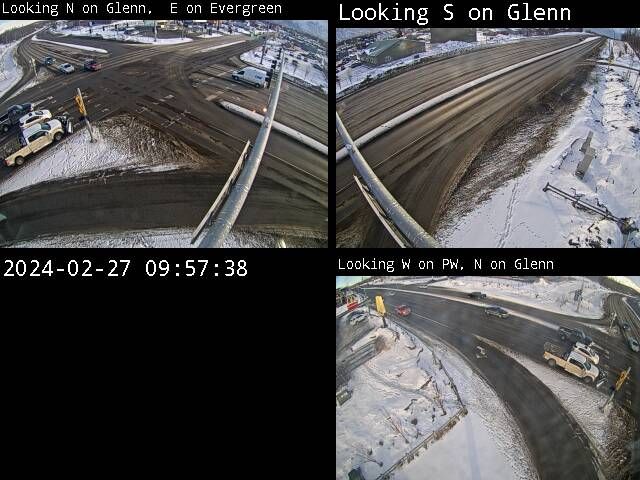 Looking N on Glenn,  E on Evergreen
Looking S on Glenn
2024-02-27 09:57:38
Looking W on PW, N on Glenn